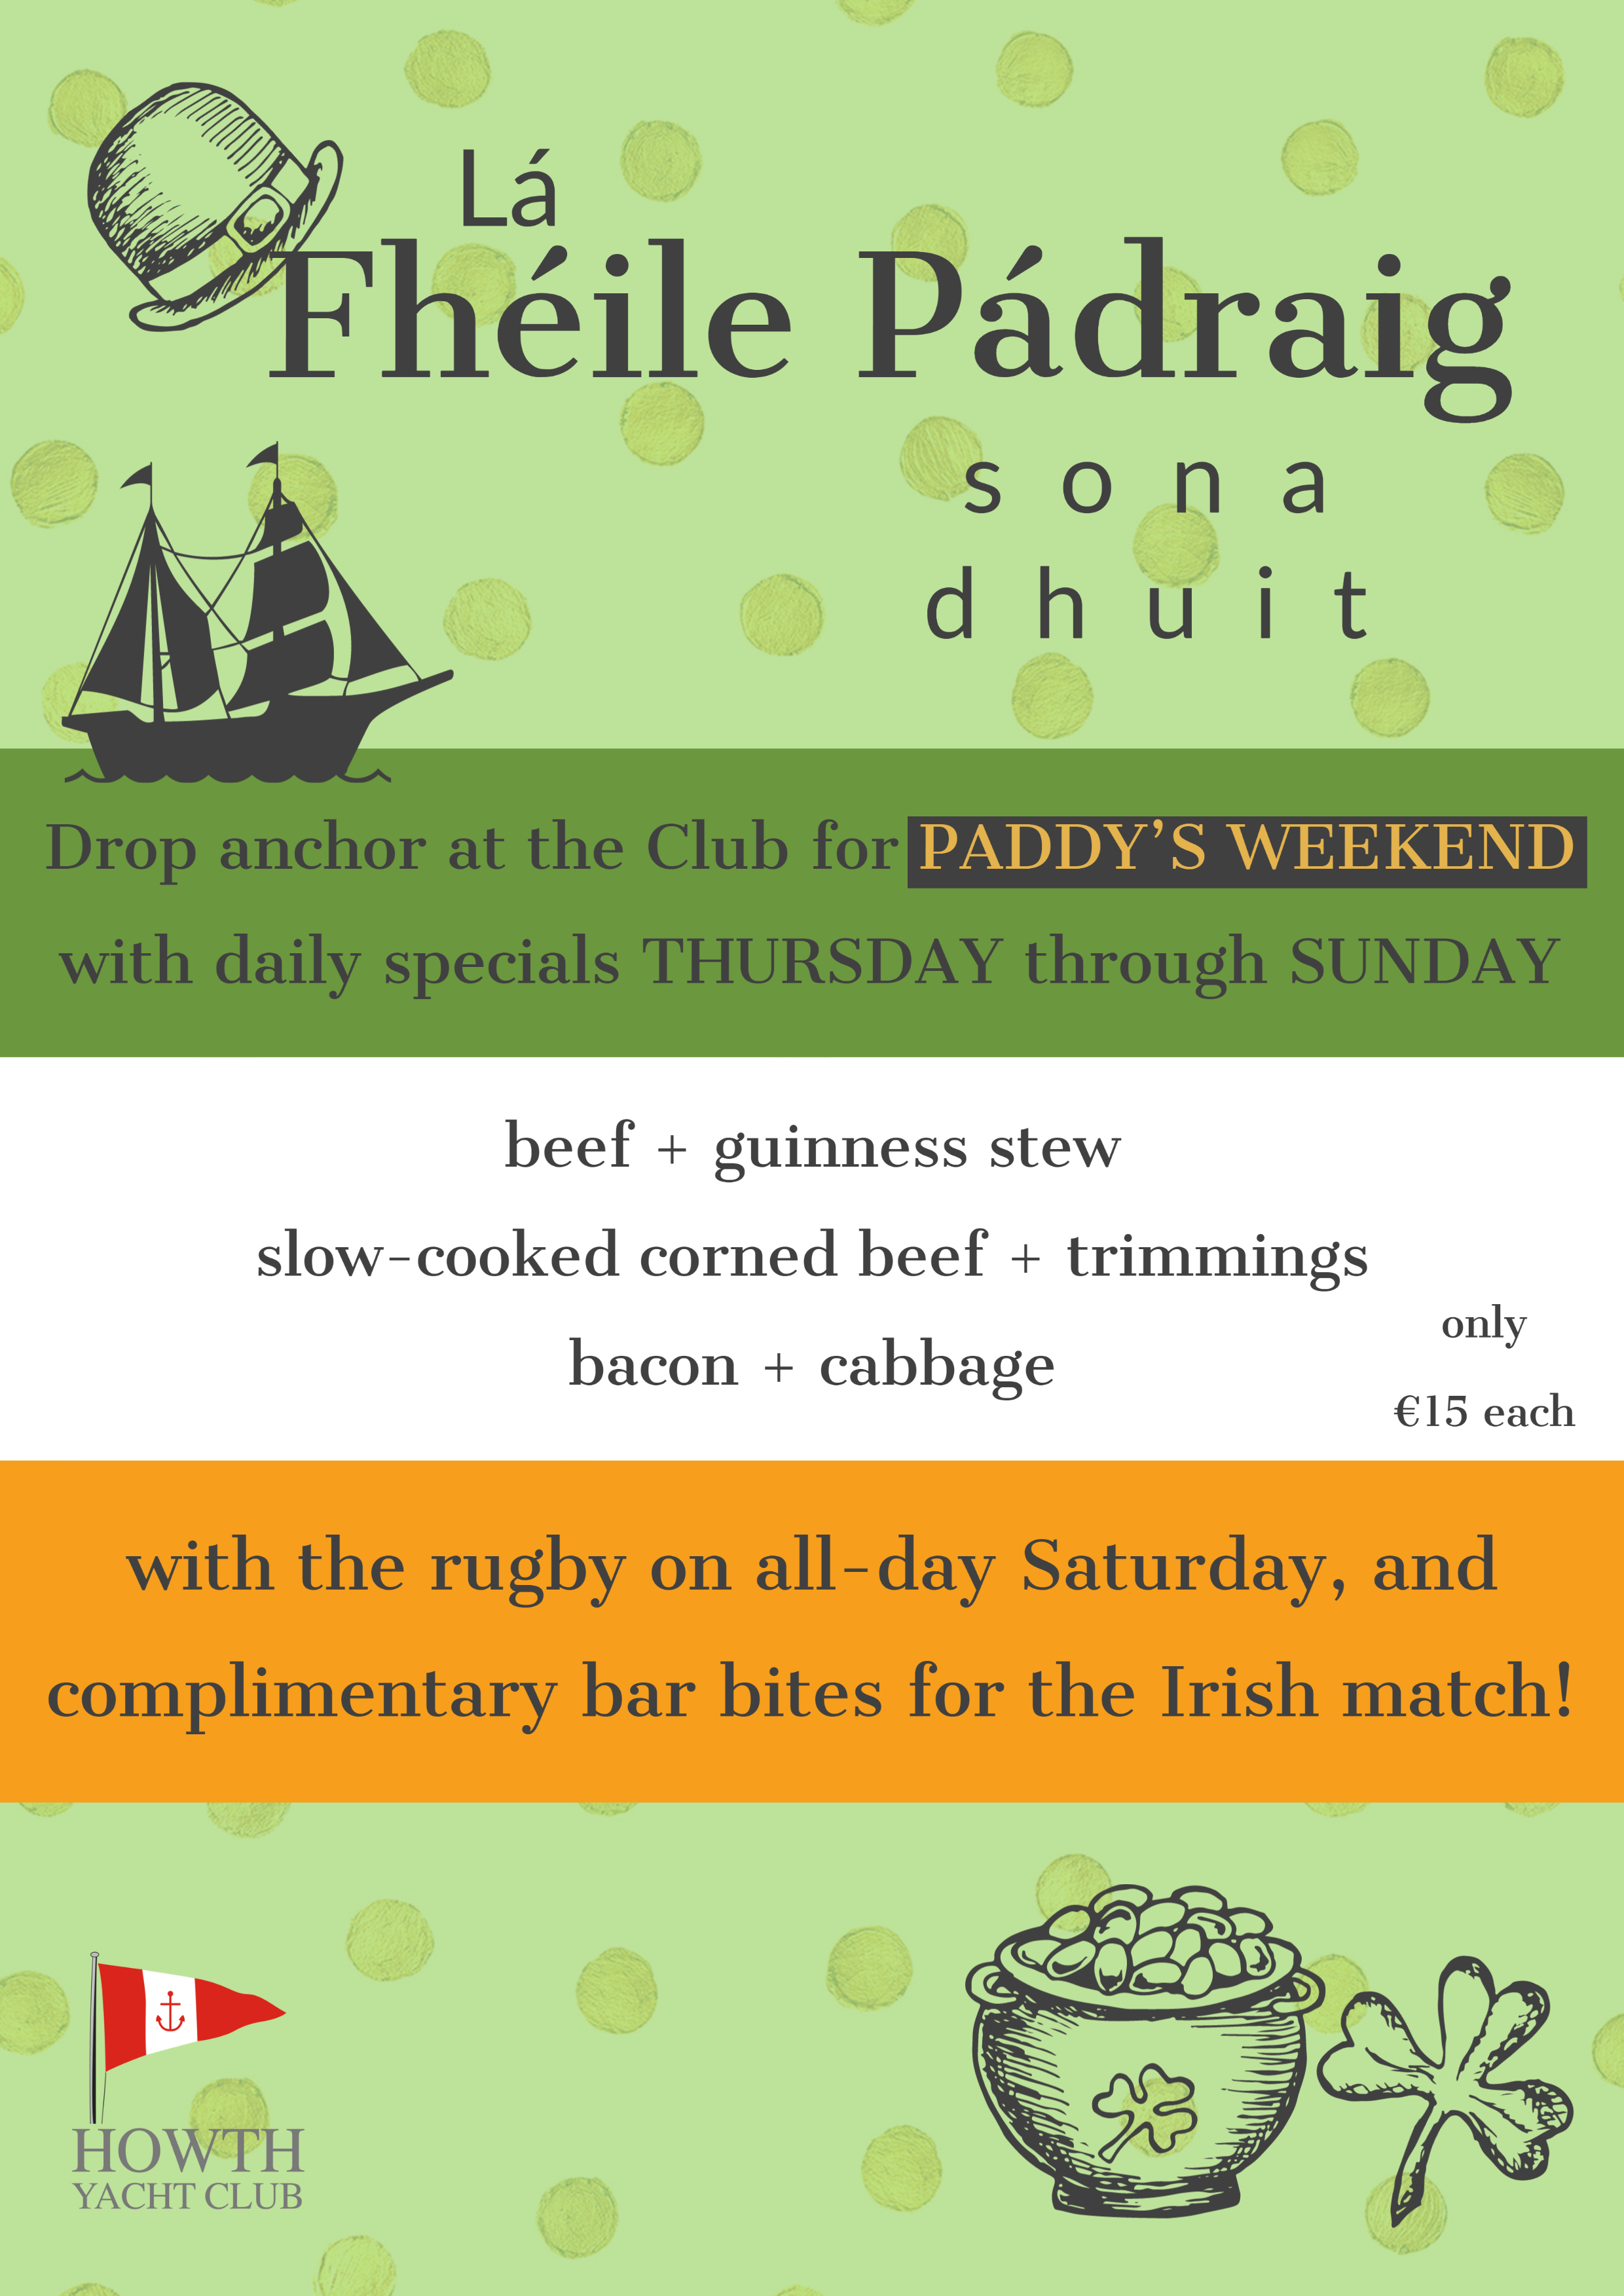 Lá
Fhéile Pádraig
sona
dhuit
Drop anchor at the Club for PADDY'S WEEKEND
with daily specials THURSDAY through SUNDAY
beef + guinness stew
slow-cooked corned beef + trimmings
bacon + cabbage
only
€15 each
with the rugby on all-day Saturday, and
complimentary bar bites for the Irish match!
HOWTH
YACHT CLUB